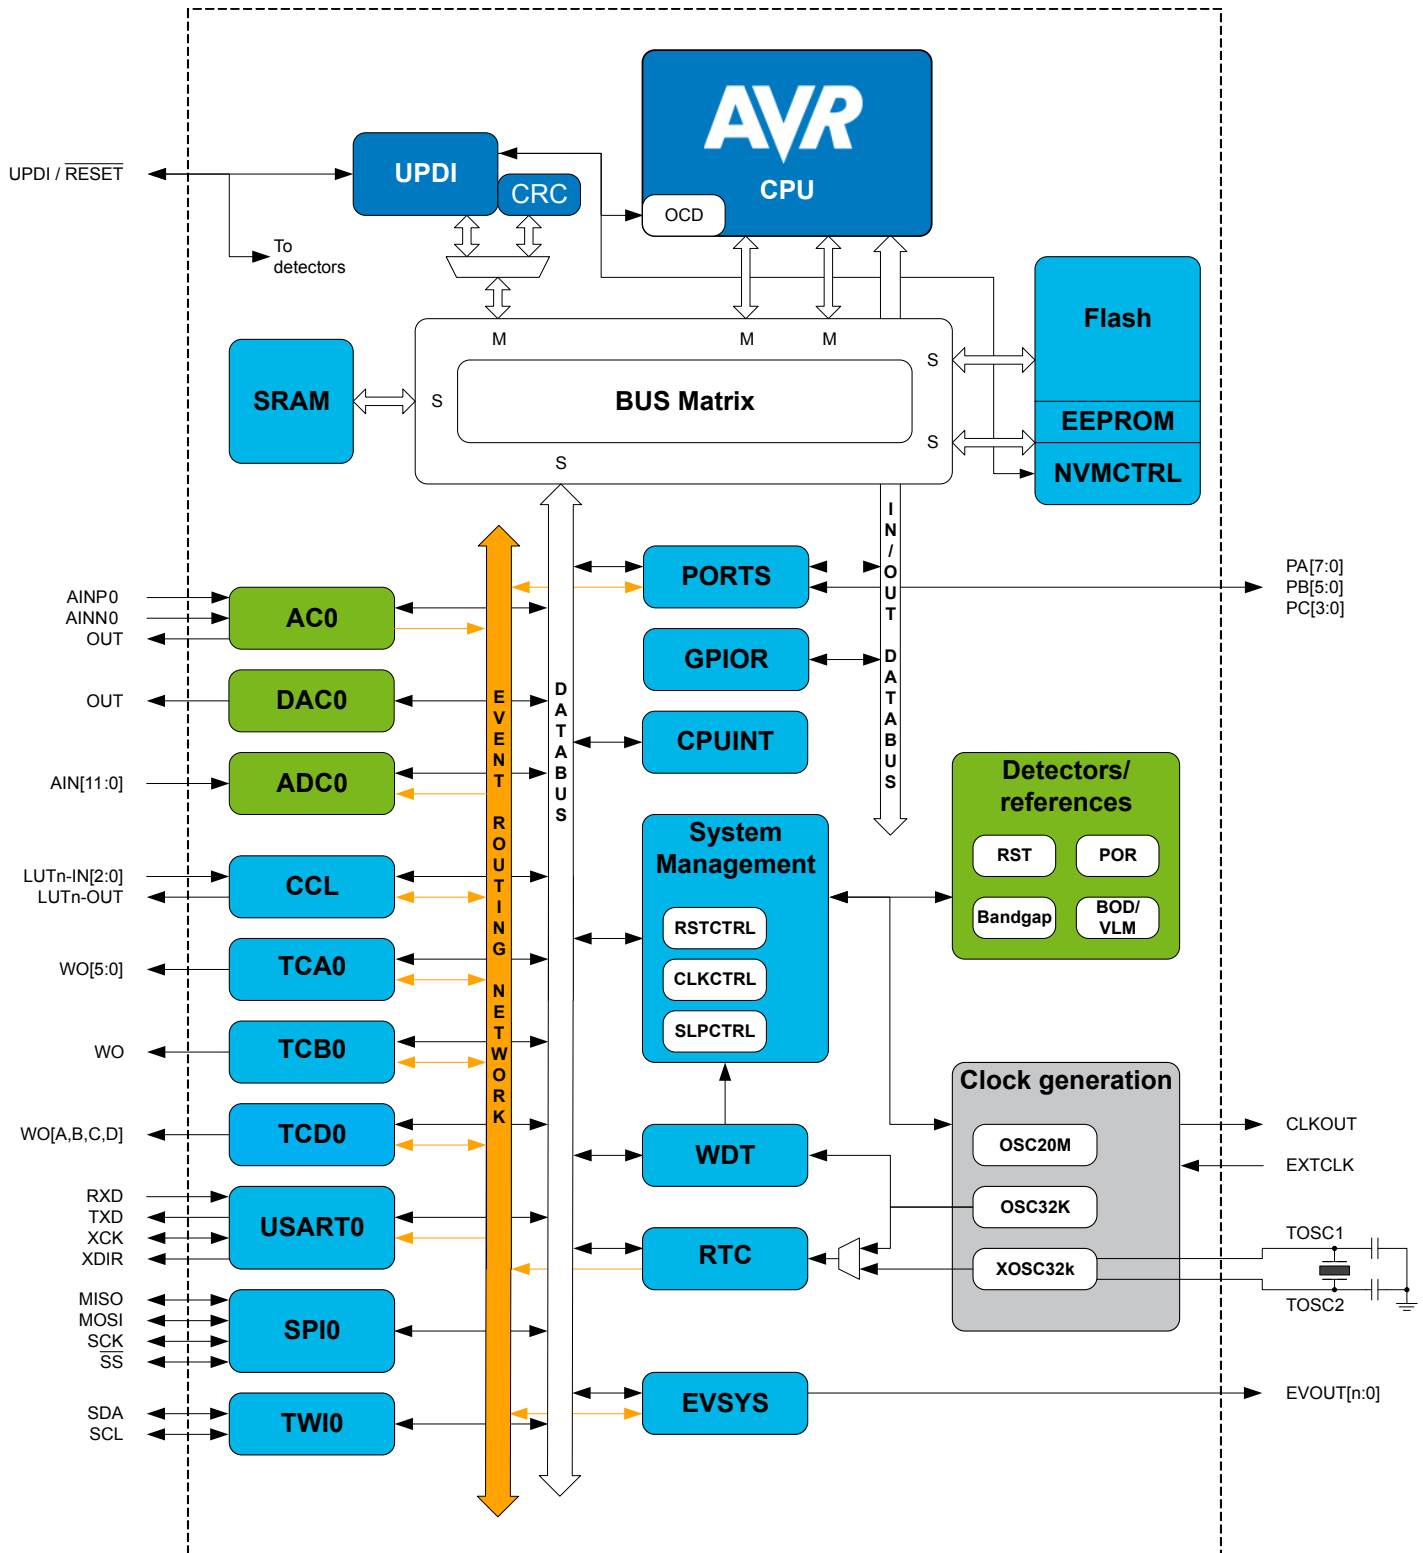 AVR
CPU
OCD
UPDI
CRC
UPDI / RESET
To
detectors
M
M
M
S
S
S
S
BUS Matrix
SRAM
Flash
EEPROM
NVMCTRL
IN/OUT DATABUS
DATABUS
EVENT ROUTING NETWORK
AINP0
AINN0
OUT
AC0
OUT
DAC0
AIN[11:0]
ADC0
LUTn-IN[2:0]
LUTn-OUT
CCL
WO[5:0]
TCA0
WO
TCB0
WO[A,B,C,D]
TCD0
RXD
TXD
XCK
XDIR
USART0
MISO
MOSI
SCK
SS
SPI0
SDA
SCL
TWI0
PORTS
GPIOR
CPUINT
System
Management
RSTCTRL
CLKCTRL
SLPCTRL
WDT
RTC
EVSYS
PA[7:0]
PB[5:0]
PC[3:0]
Detectors/
references
RST
POR
Bandgap
BOD/
VLM
Clock generation
OSC20M
OSC32K
XOSC32k
CLKOUT
EXTCLK
TOSC1
TOSC2
EVOUT[n:0]